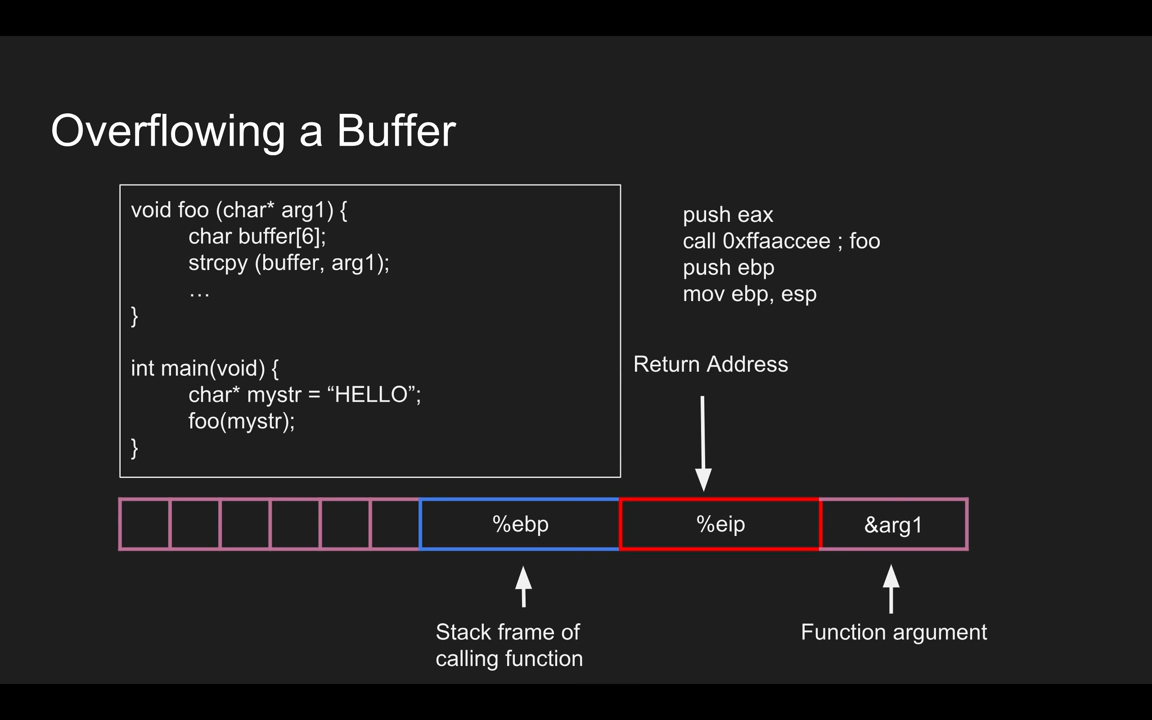 Overflowing a Buffer
void foo (char* arg1) {
char buffer[6];
strcpy (buffer, arg1);
…
}
int main(void) {
char* mystr = “HELLO”;
foo(mystr);
}
push eax
call 0xffaaccee ; foo
push ebp
mov ebp, esp
Return Address
%ebp
%eip
&arg1
Stack frame of
calling function
Function argument